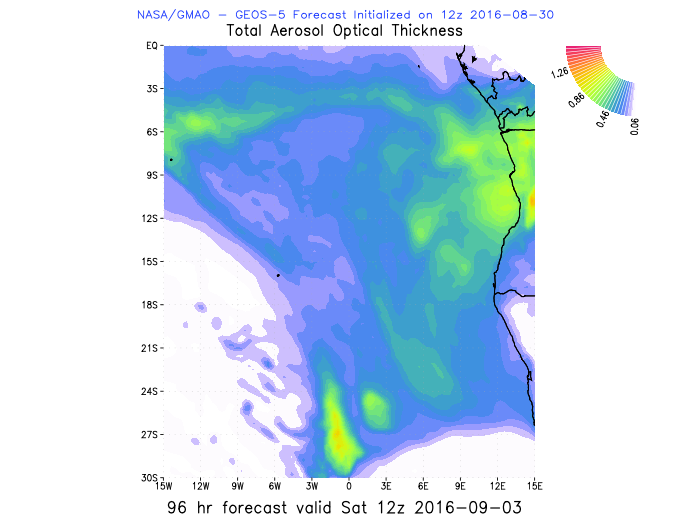 NASA/GMAO - GEOS-5 Forecast Initialized on 12z 2016-08-30
Total Aerosol Optical Thickness
EQ
3S
6S
9S
12S
15S
18S
21S
24S
27S
30S
15W 12W 9W 6W 3W 0 3E 6E 9E 12E 15E
1.26
0.86
0.46
0.06
96 hr forecast valid Sat 12z 2016-09-03